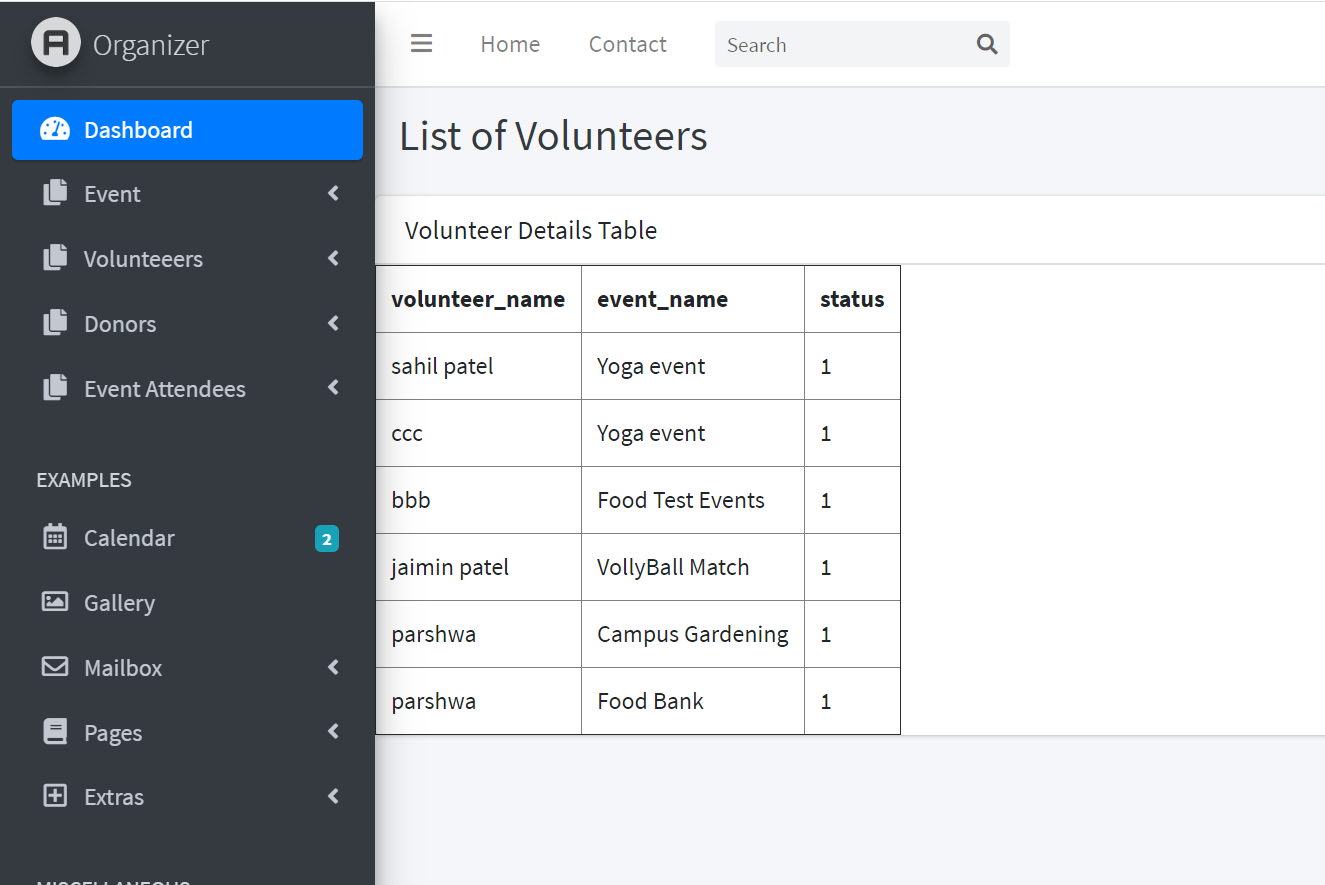 Organizer
Home Contact Search
Dashboard
List of Volunteers
Event
Volunteeers
Volunteer Details Table
volunteer_name event_name status
Donors
sahil patel Yoga event 1
Event Attendees
ccc Yoga event 1
EXAMPLES
bbb Food Test Events 1
Calendar 2
jaimin patel VollyBall Match 1
Gallery
parshwa Campus Gardening 1
Mailbox
parshwa Food Bank 1
Pages
Extras
MISCELLANEOUS